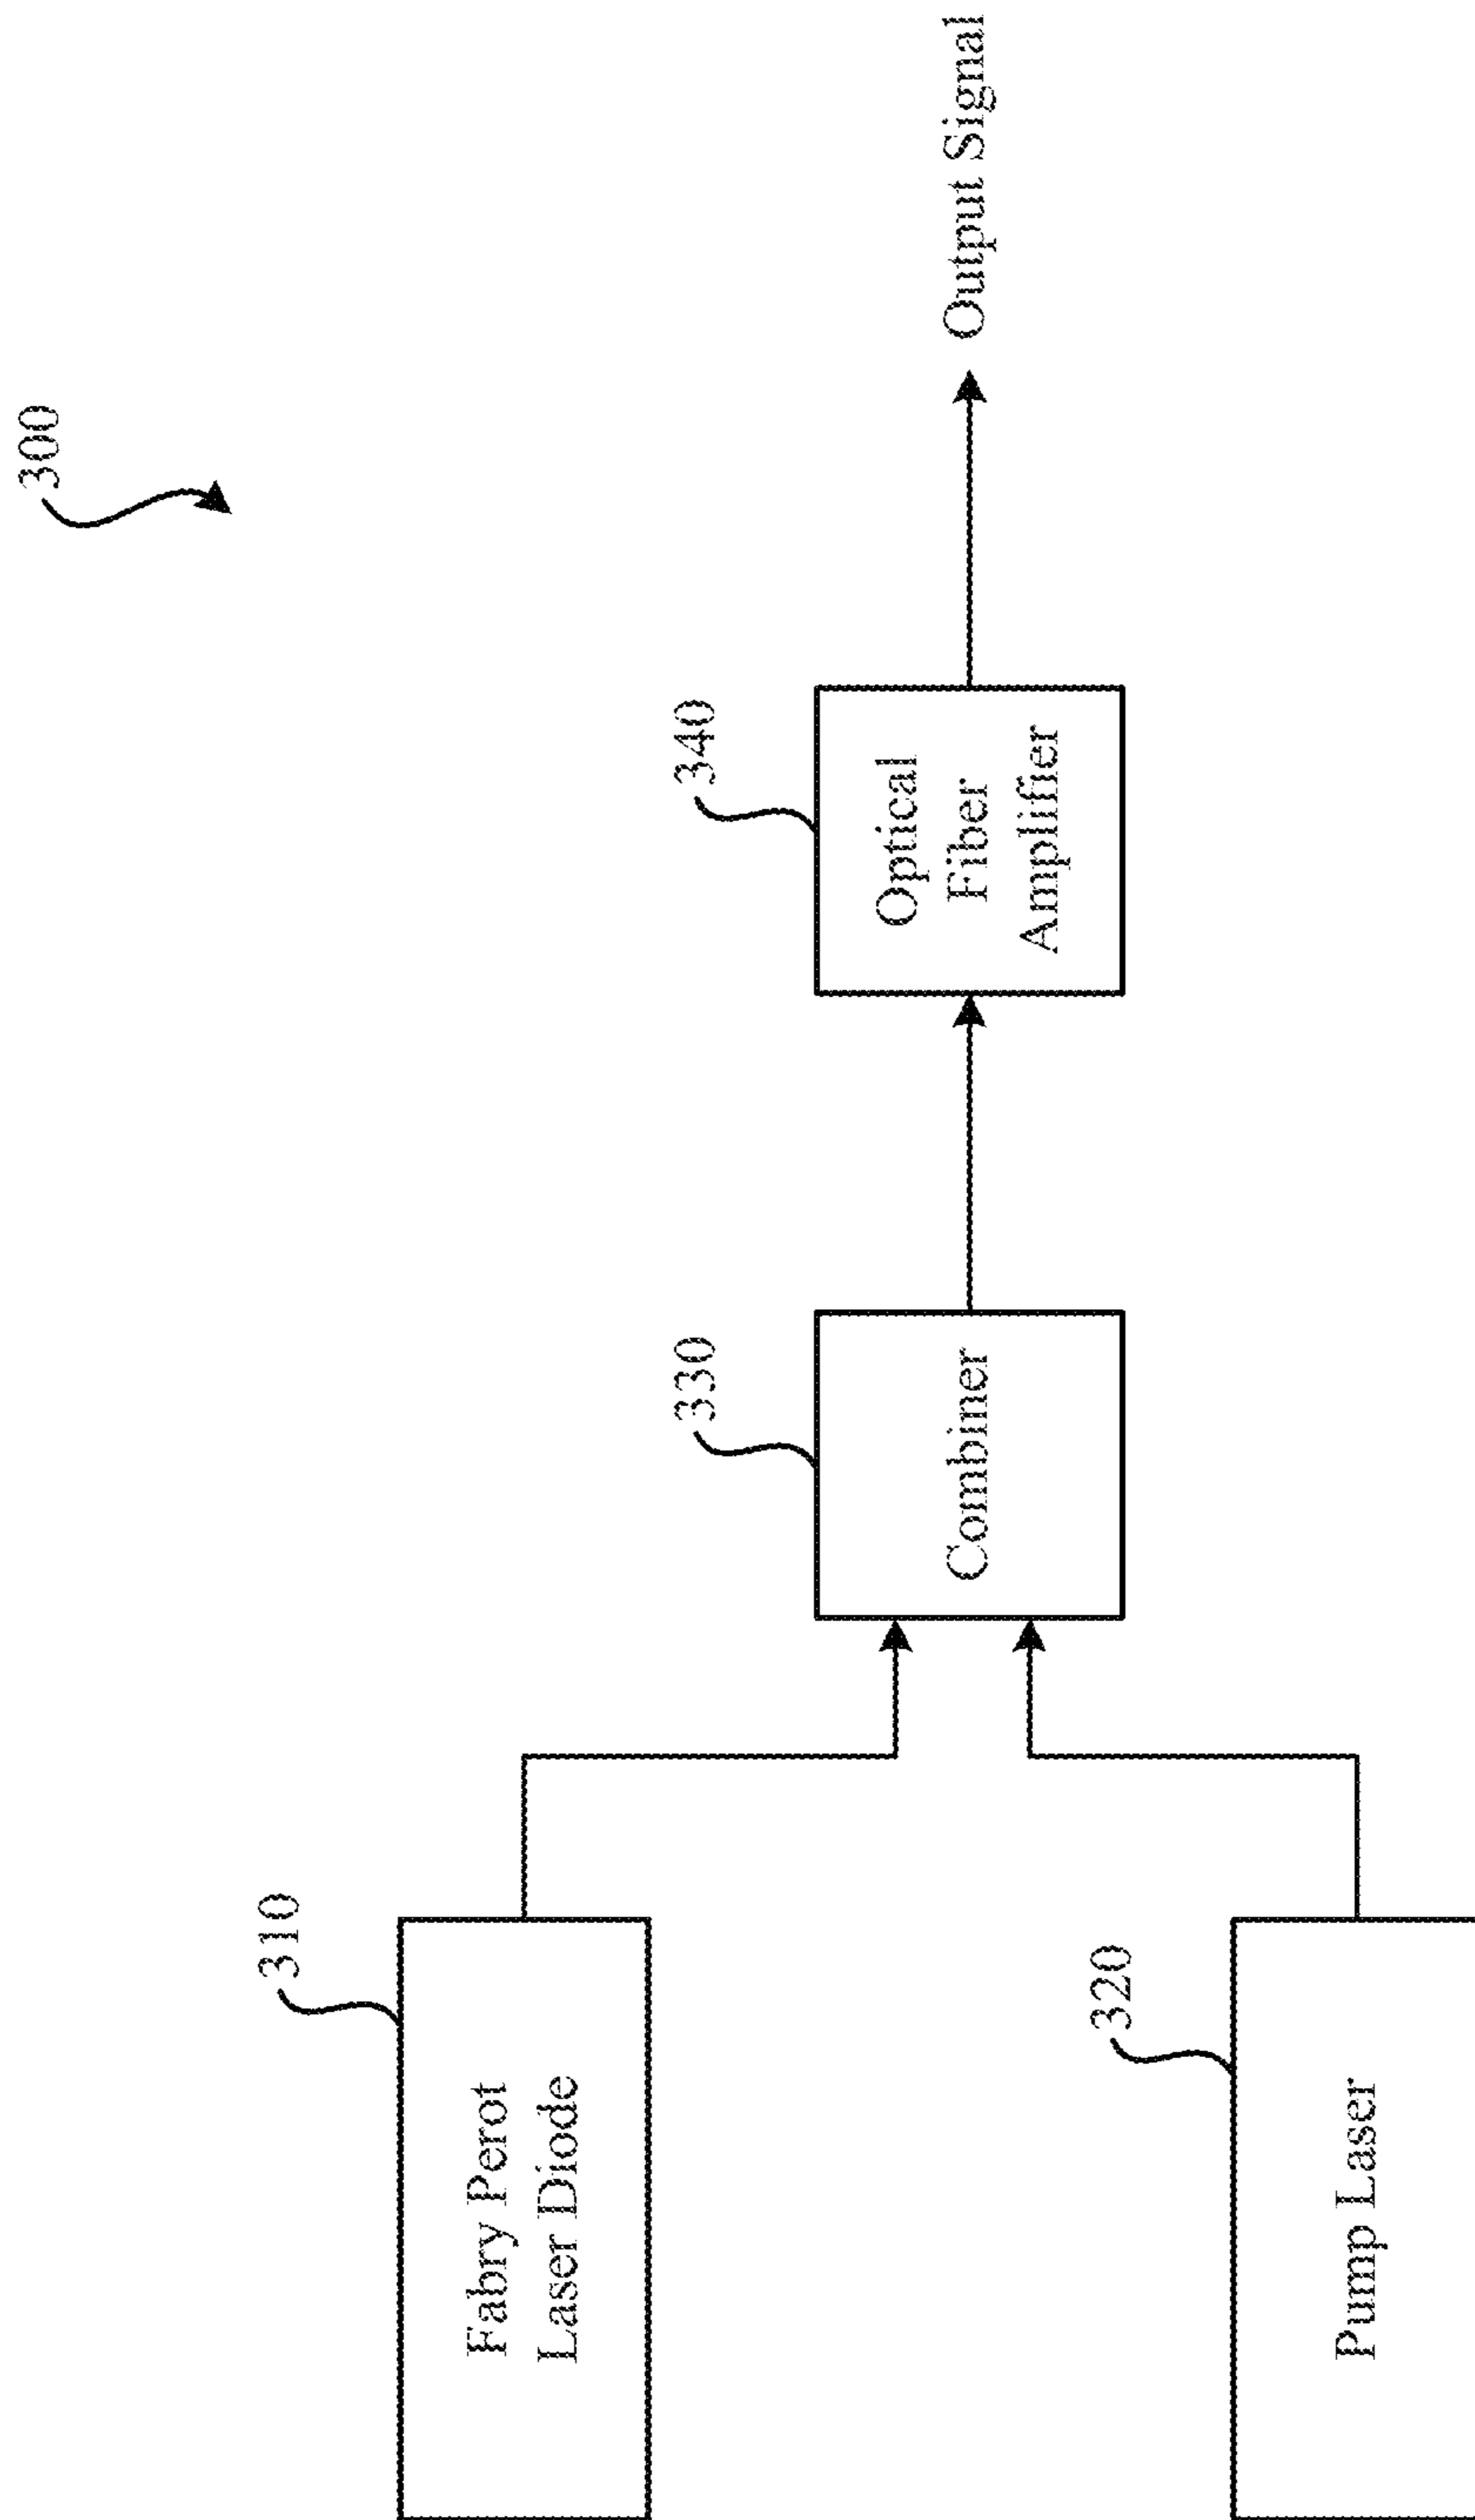 300
310
Fabry Perot
Laser Diode
320
Pump Laser
330
Combiner
340
Optical
Fiber
Amplifier
Output Signal